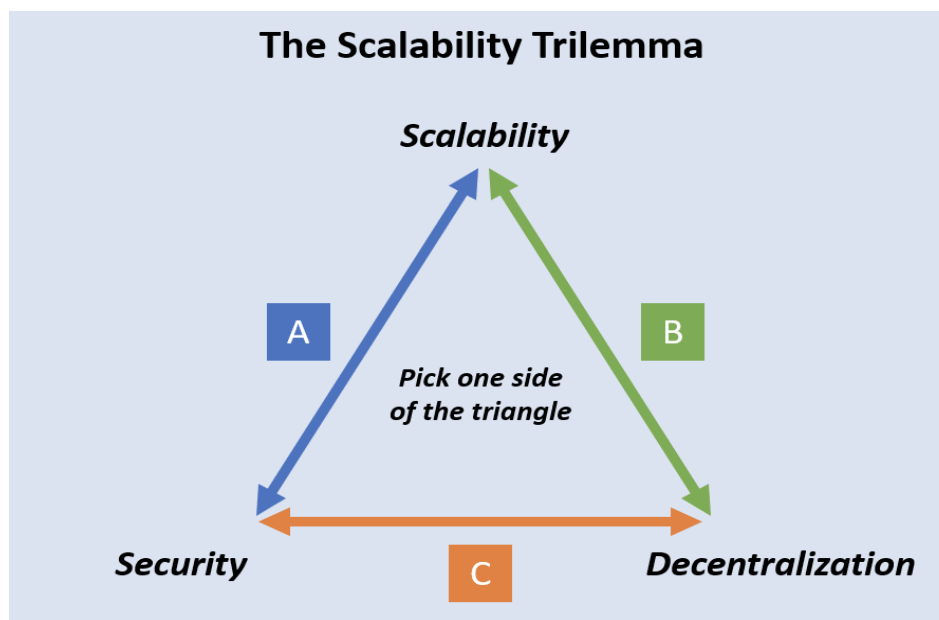 The Scalability Trilemma
Scalability
A
B
Pick one side
of the triangle
Security
C
Decentralization